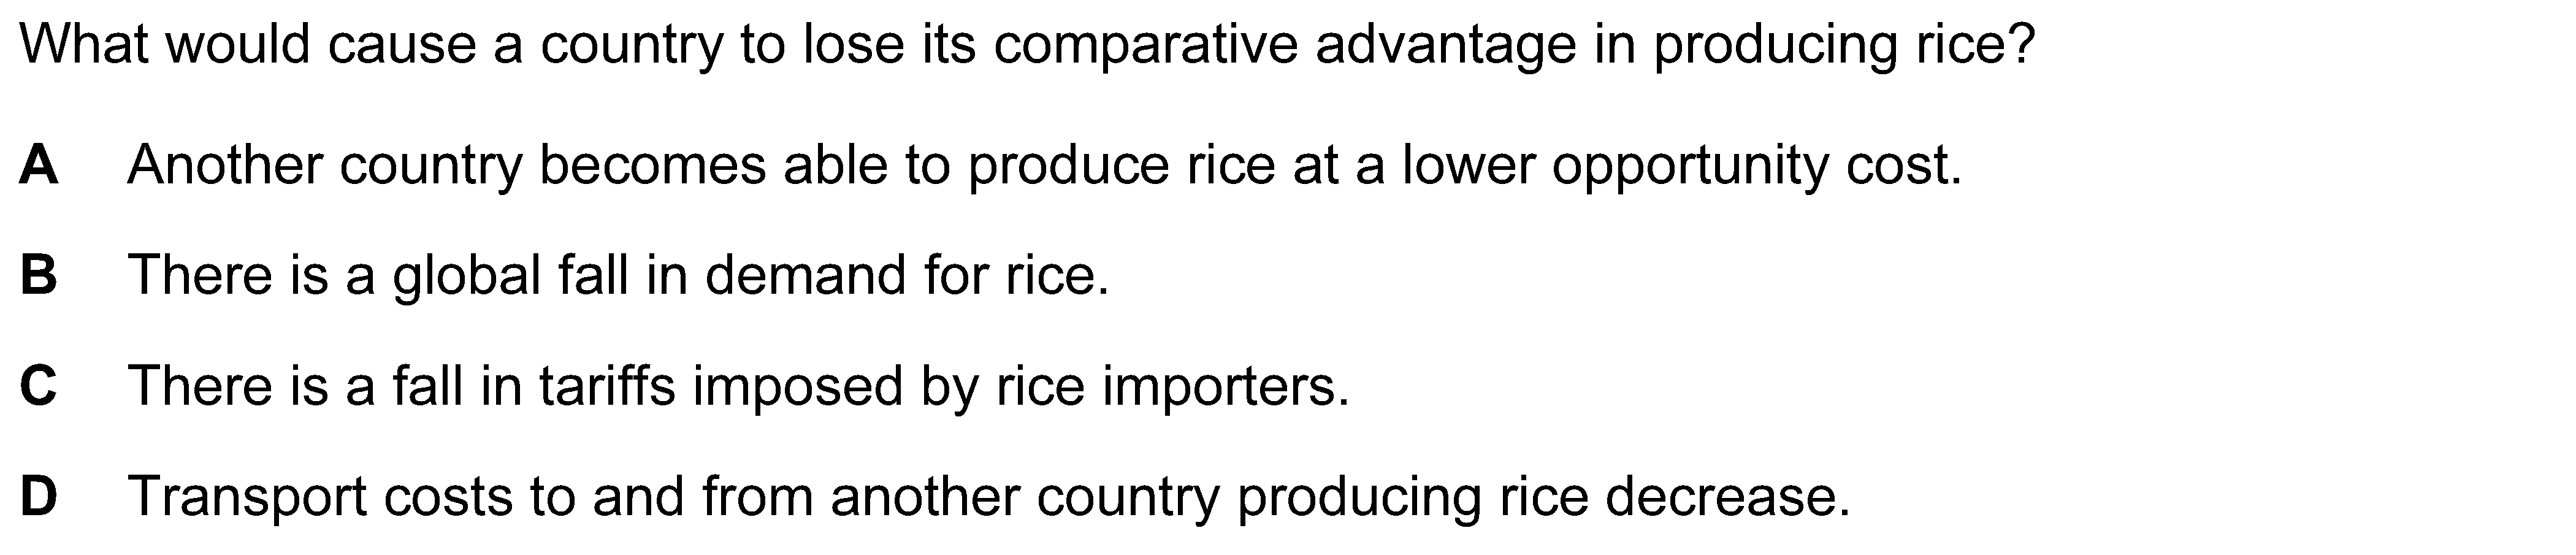 What would cause a country to lose its comparative advantage in producing rice?
A Another country becomes able to produce rice at a lower opportunity cost.
B There is a global fall in demand for rice.
C There is a fall in tariffs imposed by rice importers.
D Transport costs to and from another country producing rice decrease.